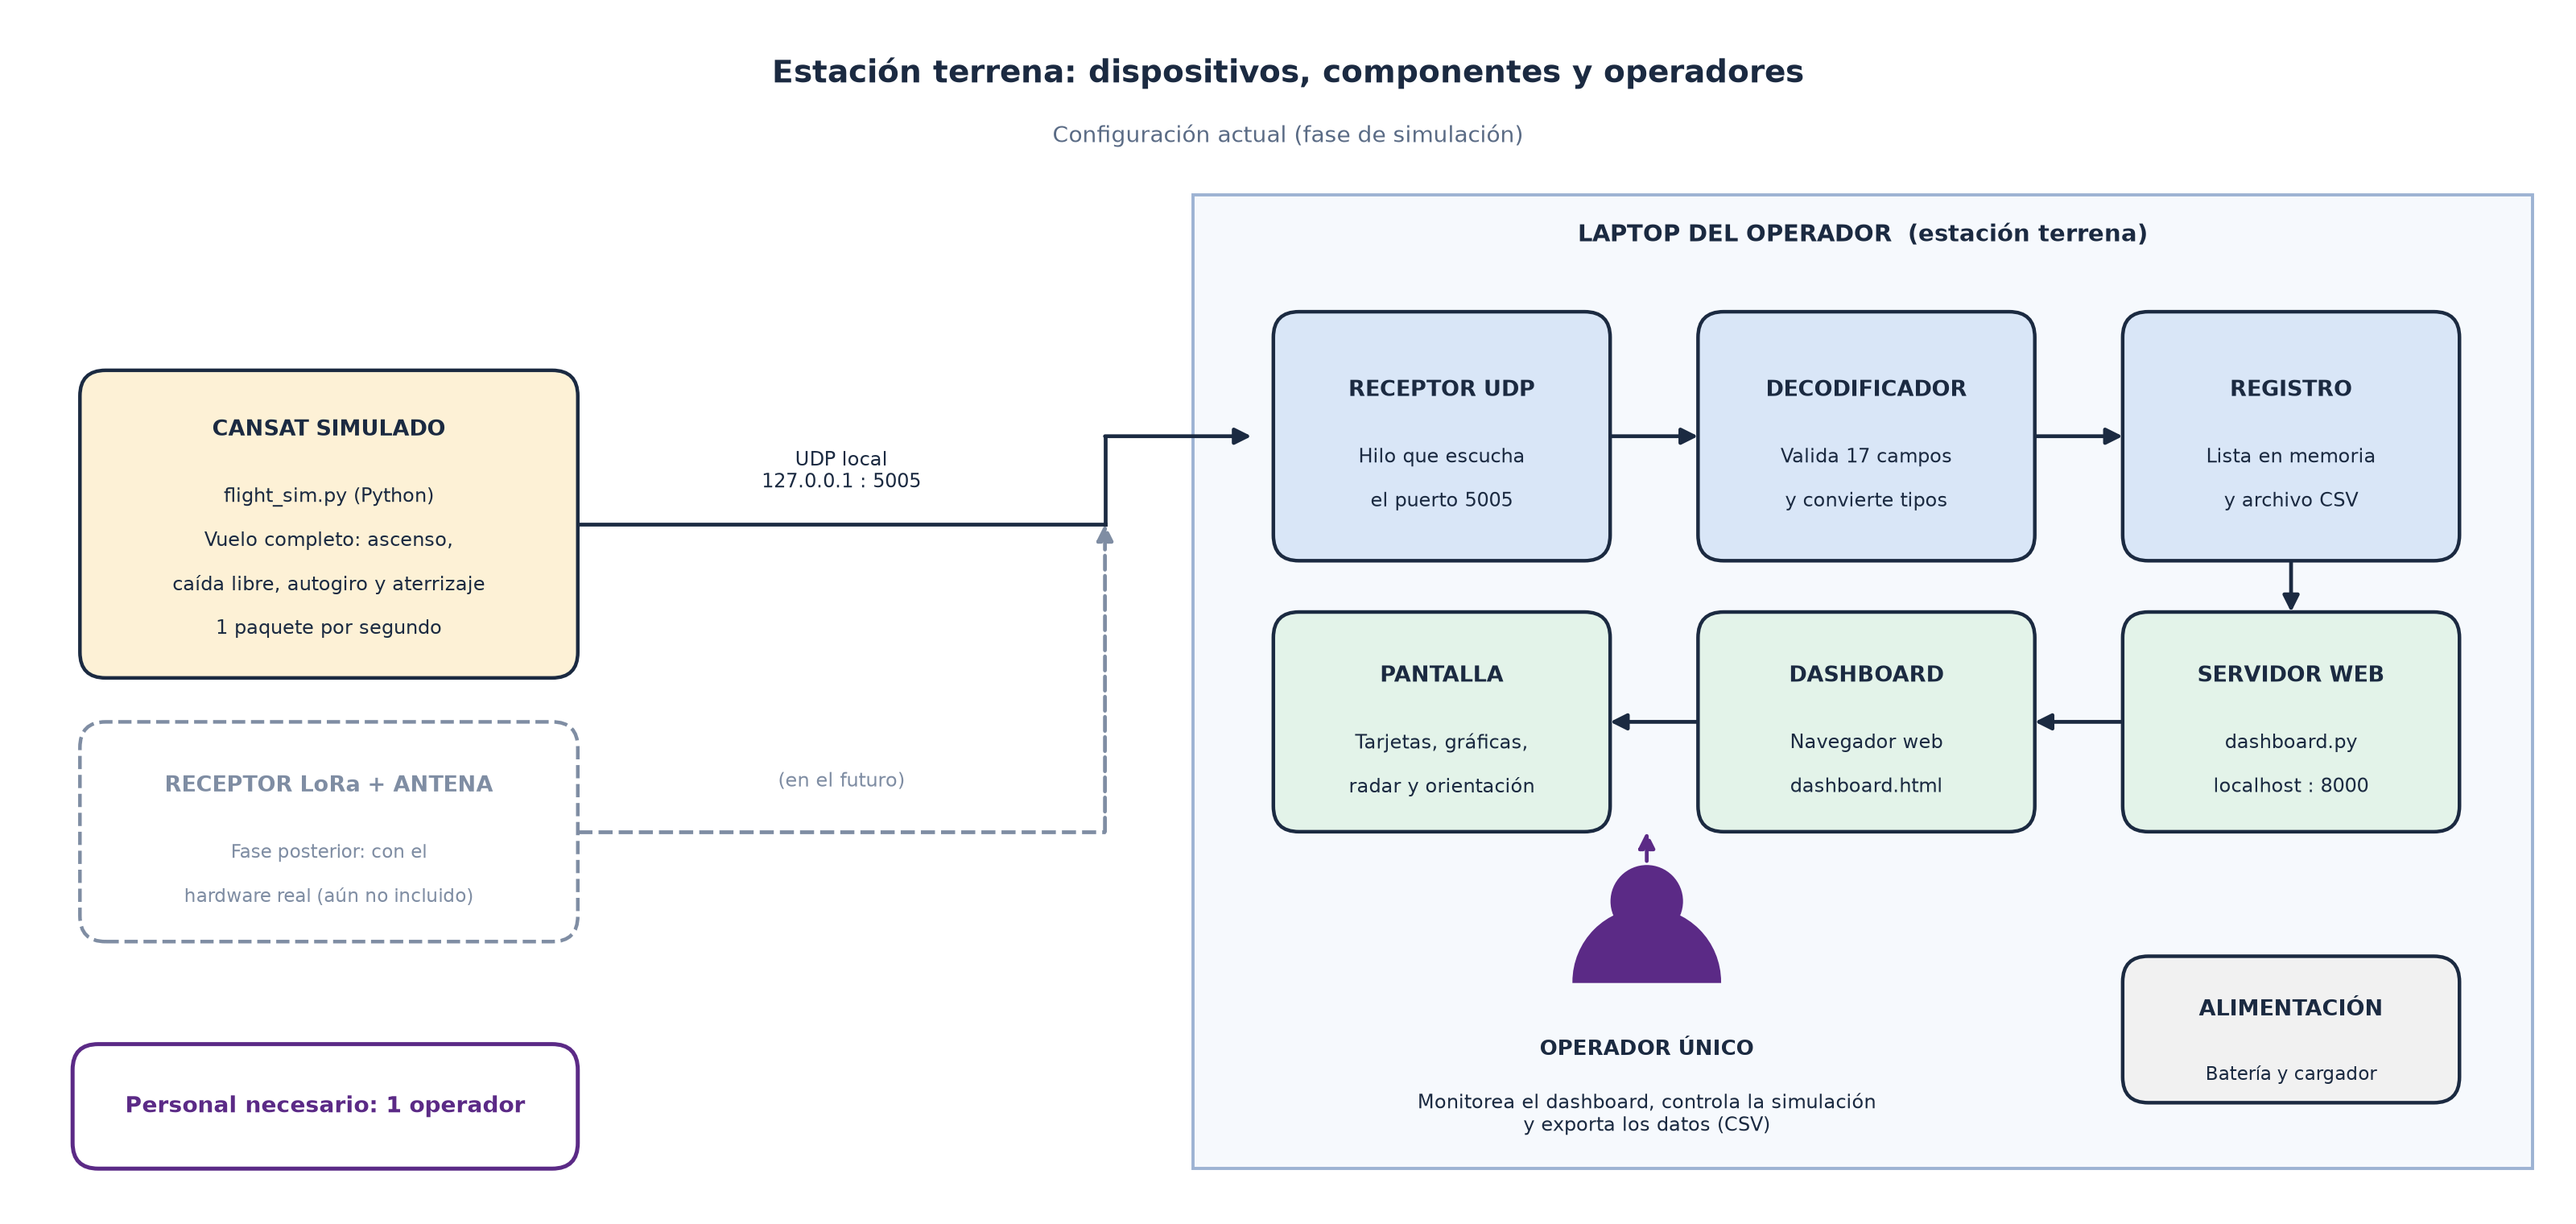 Estación terrena: dispositivos, componentes y operadores
Configuración actual (fase de simulación)
LAPTOP DEL OPERADOR (estación terrena)
CANSAT SIMULADO
flight_sim.py (Python)
Vuelo completo: ascenso,
caída libre, autogiro y aterrizaje
1 paquete por segundo
UDP local
127.0.0.1 : 5005
RECEPTOR UDP
Hilo que escucha
el puerto 5005
DECODIFICADOR
Valida 17 campos
y convierte tipos
REGISTRO
Lista en memoria
y archivo CSV
PANTALLA
Tarjetas, gráficas,
radar y orientación
DASHBOARD
Navegador web
dashboard.html
SERVIDOR WEB
dashboard.py
localhost : 8000
RECEPTOR LoRa + ANTENA
Fase posterior: con el
hardware real (aún no incluido)
(en el futuro)
Personal necesario: 1 operador
OPERADOR ÚNICO
Monitorea el dashboard, controla la simulación
y exporta los datos (CSV)
ALIMENTACIÓN
Batería y cargador